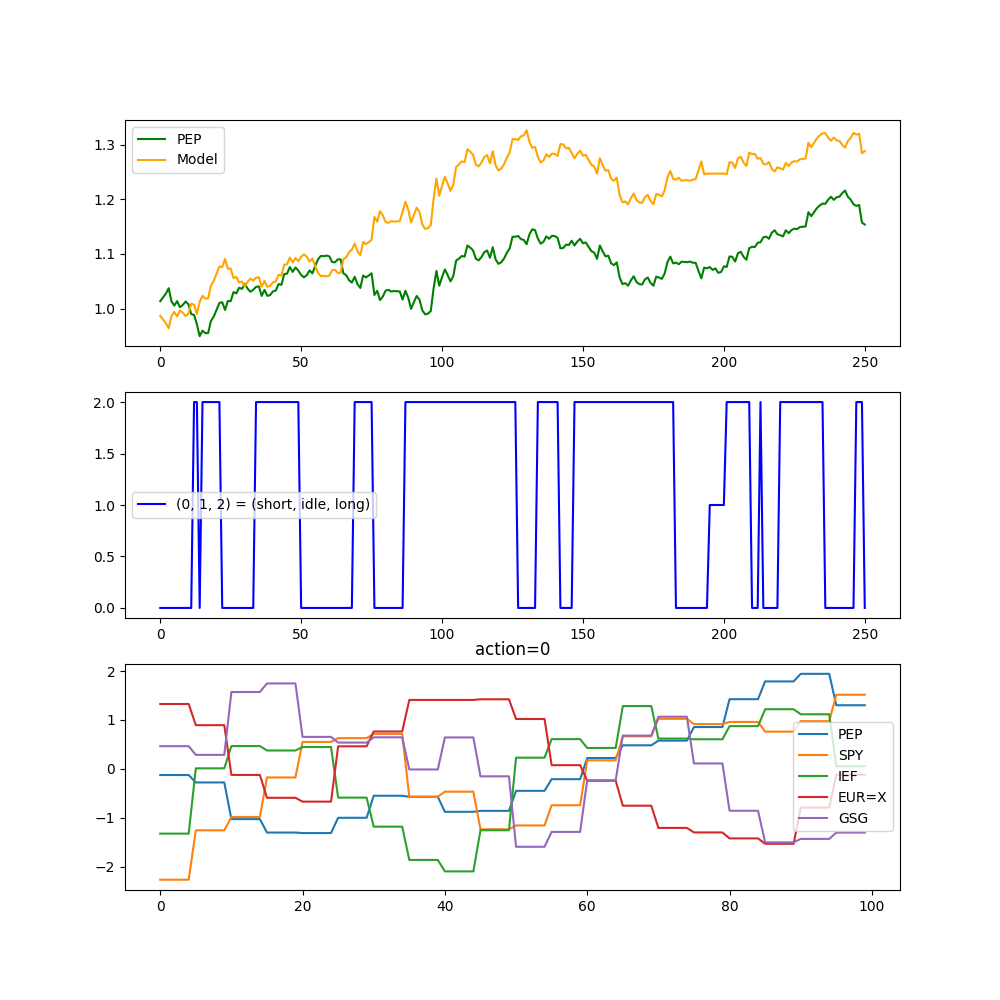 PEP
Model
1.3
1.2
1.1
1.0
0 50 100 150 200 250
2.0
1.5
1.0
0.5
0.0
(0, 1, 2) = (short, idle, long)
0 50 100 150 200 250
action=0
2
1
0
−1
−2
PEP
SPY
IEF
EUR=X
GSG
0 20 40 60 80 100